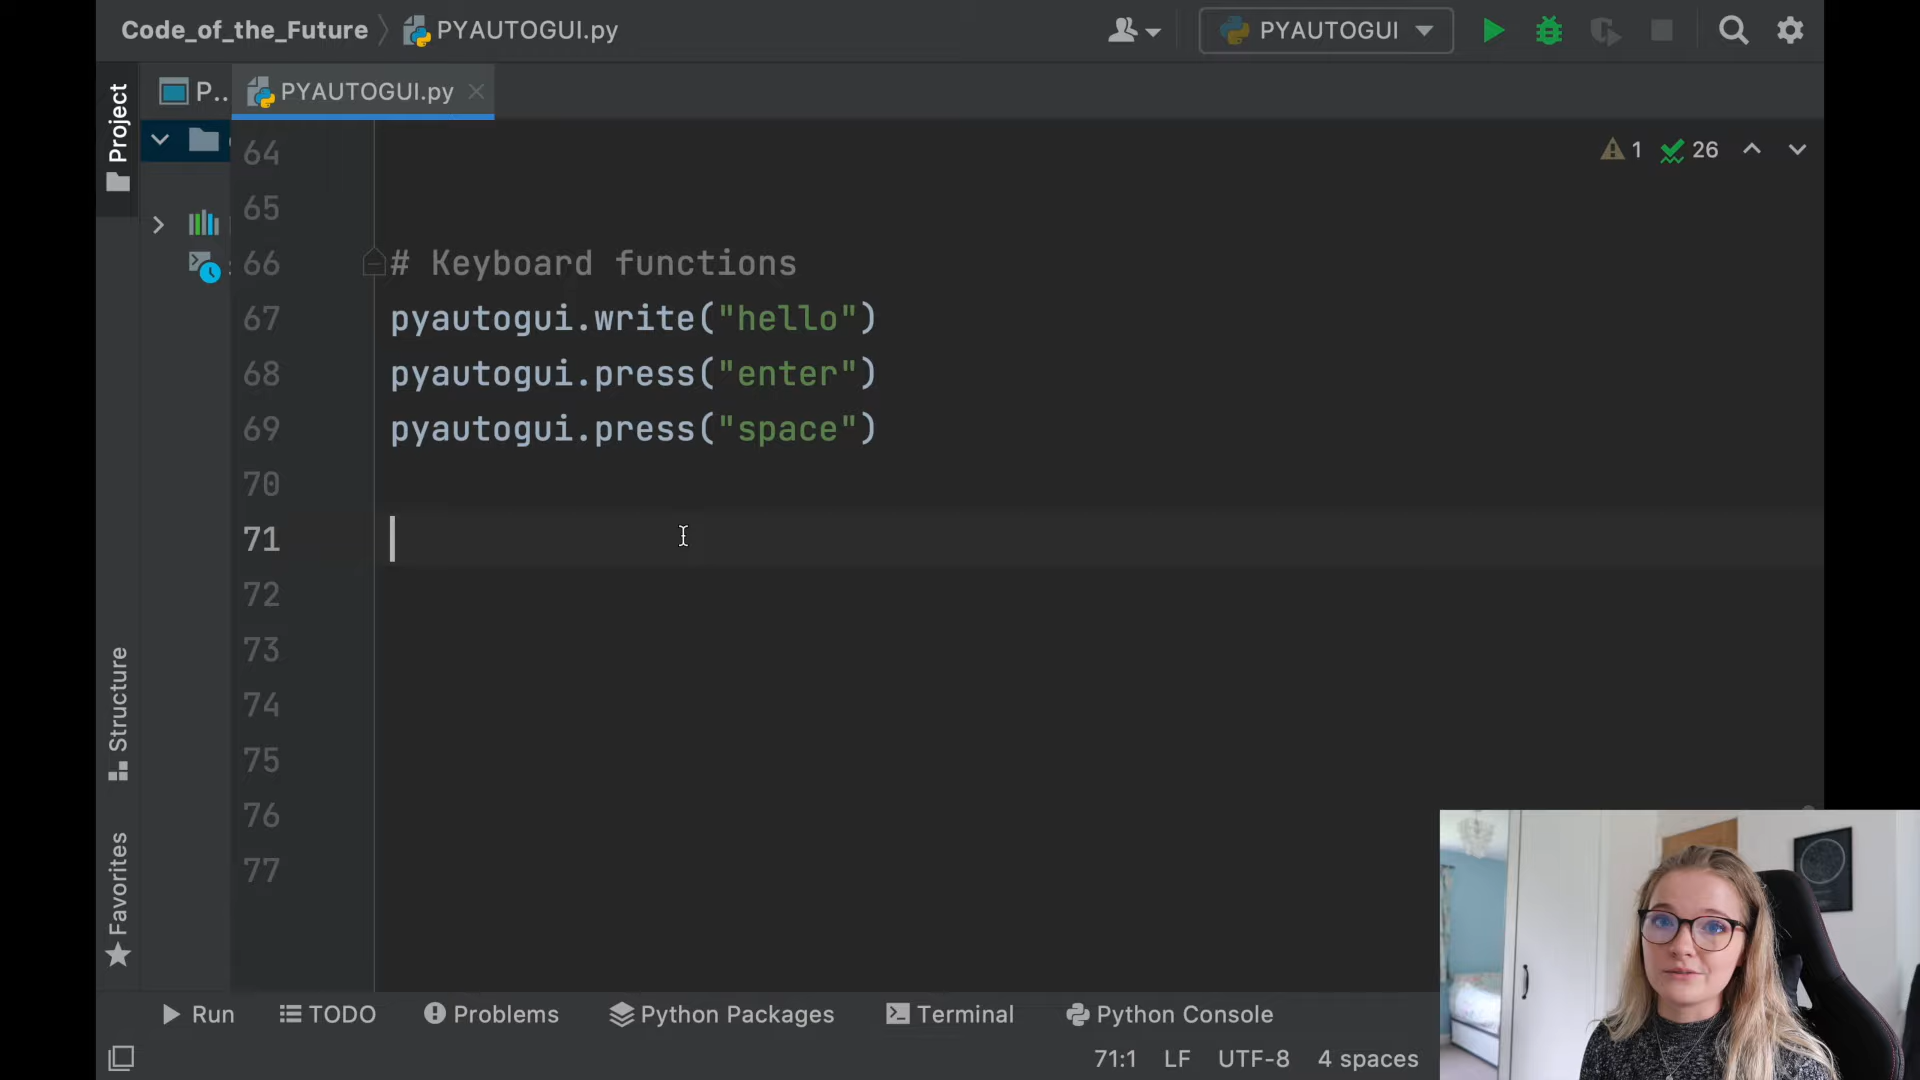 Code_of_the_Future PYAUTOGUI.py PYAUTOGUI
Project P.. PYAUTOGUI.py
64 1 26
65
66 # Keyboard functions
67 pyautogui.write("hello")
68 pyautogui.press("enter")
69 pyautogui.press("space")
70
71
72
73
74
75
76
77
Structure
Favorites
Run TODO Problems Python Packages Terminal Python Console
71:1 LF UTF-8 4 spaces